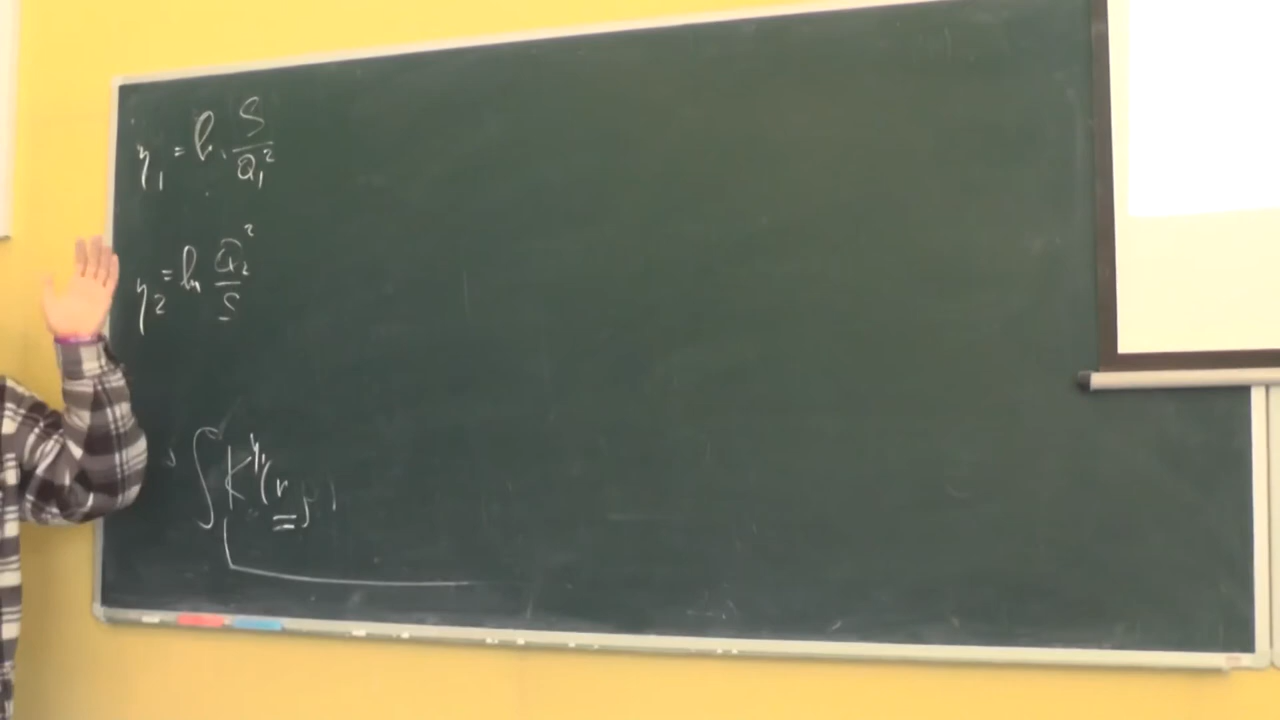 η₁ = ln S/Q₁²
η₂ = ln Q₂²/S
∫ K^η₁ (r